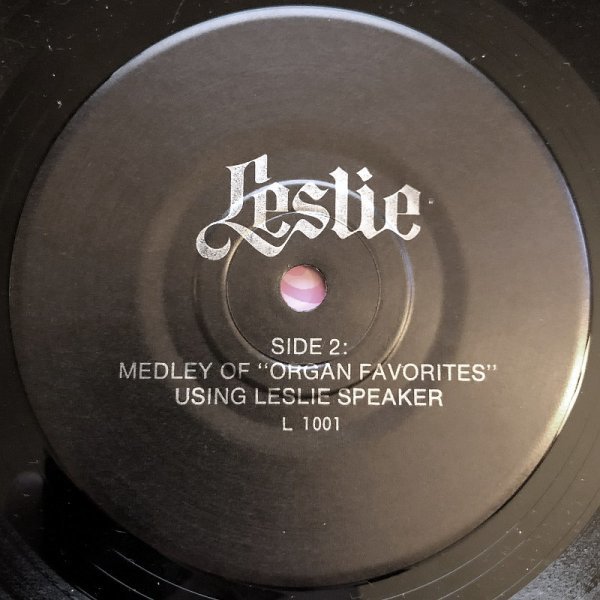 Leslie
SIDE 2:
MEDLEY OF "ORGAN FAVORITES"
USING LESLIE SPEAKER
L 1001